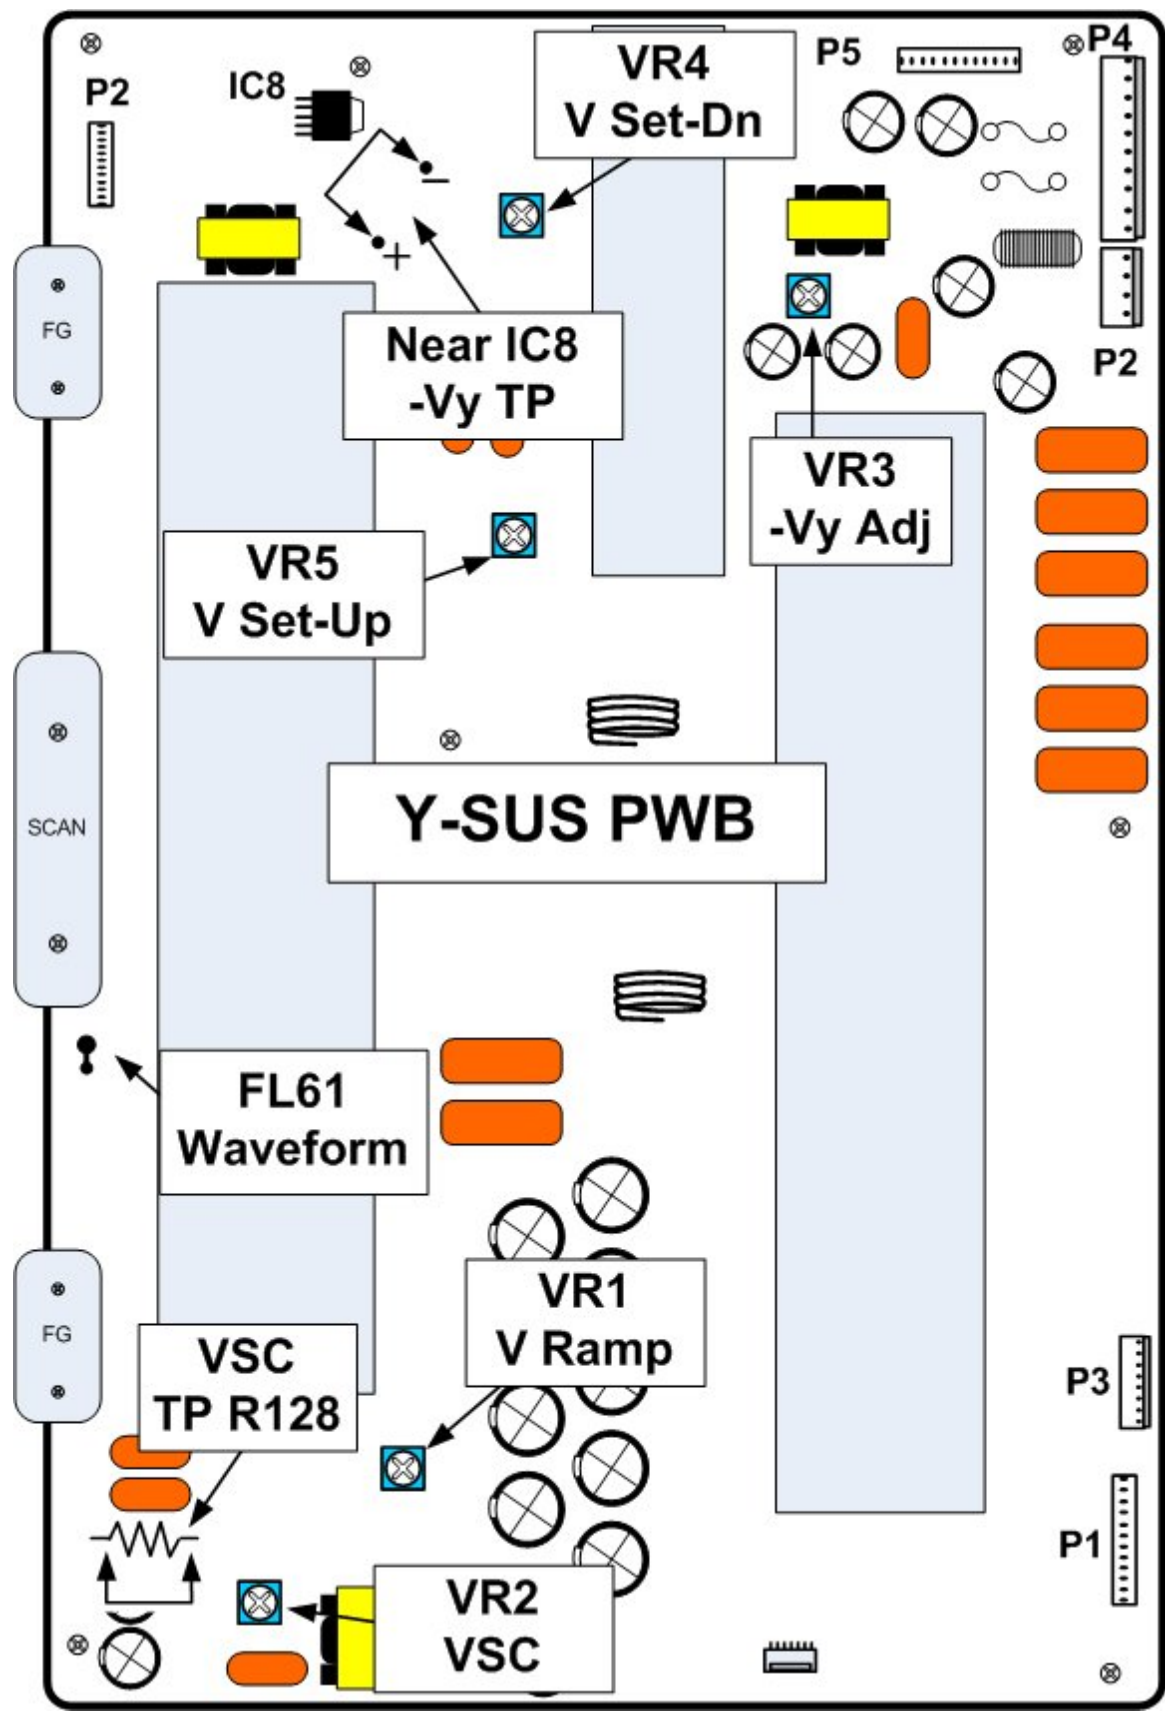 P4
VR4
V Set-Dn
P5
IC8
P2
-
+
FG
Near IC8
-Vy TP
P2
VR3
-Vy Adj
VR5
V Set-Up
Y-SUS PWB
SCAN
FL61
Waveform
VR1
V Ramp
FG
VSC
TP R128
P3
P1
VR2
VSC